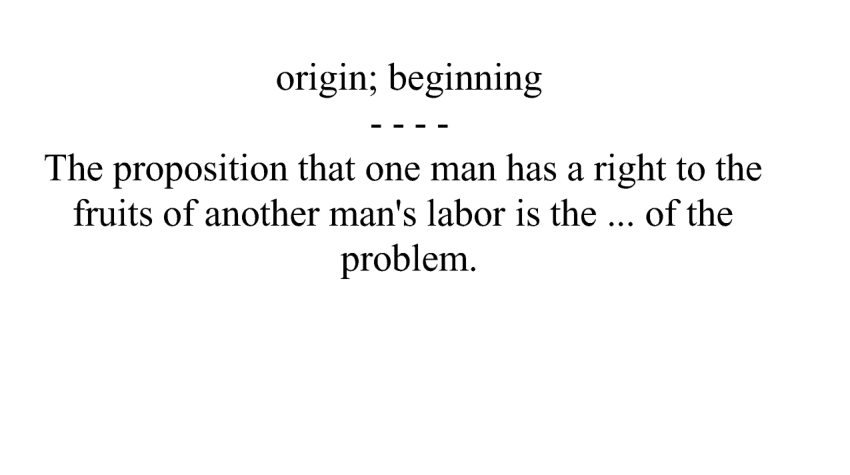 origin; beginning
- - - -
The proposition that one man has a right to the
fruits of another man's labor is the ... of the
problem.